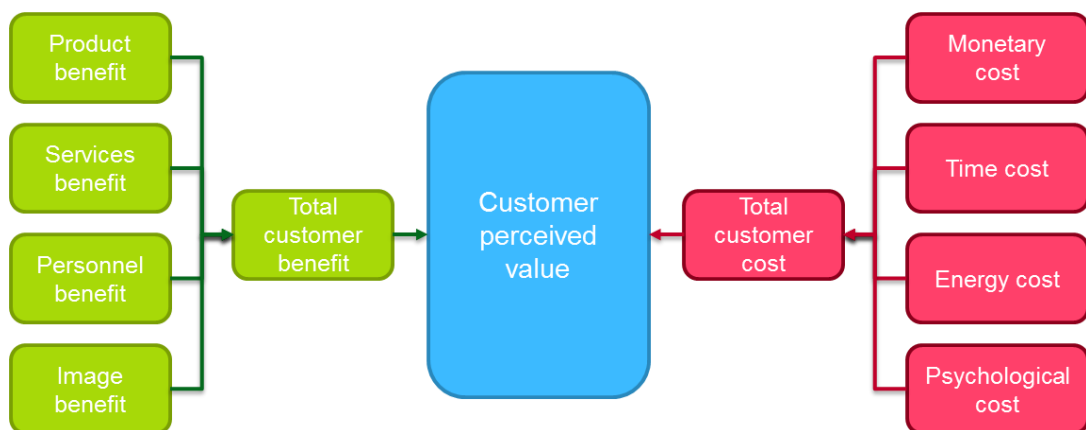 Product
benefit
Services
benefit
Personnel
benefit
Image
benefit
Total
customer
benefit
Customer
perceived
value
Total
customer
cost
Monetary
cost
Time cost
Energy cost
Psychological
cost